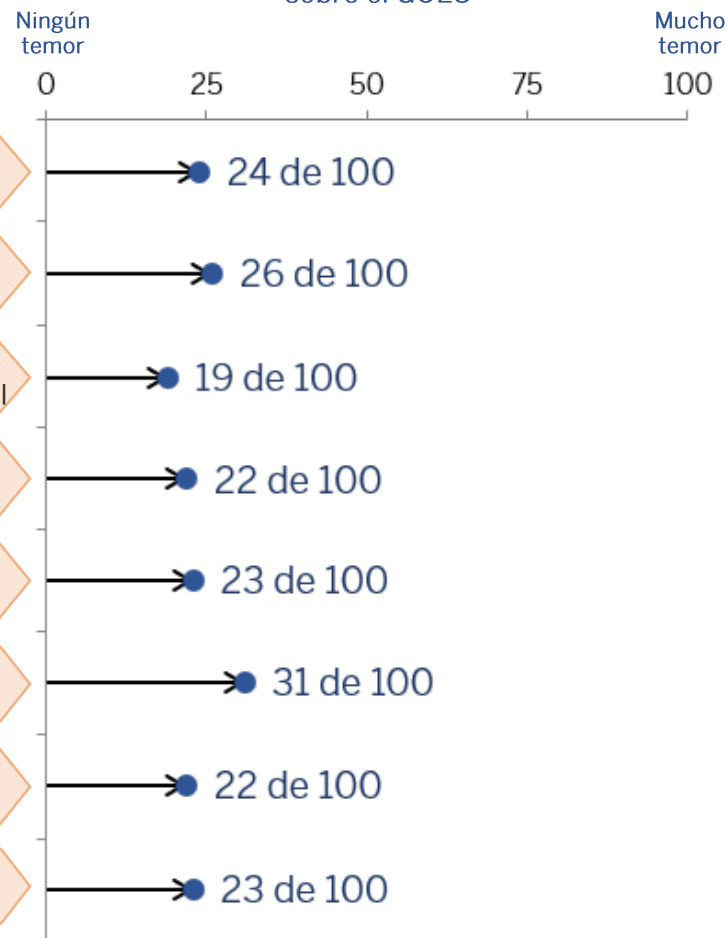 Ningún
temor
Mucho
temor
0 25 50 75 100
24 de 100
26 de 100
19 de 100
l
22 de 100
23 de 100
31 de 100
22 de 100
23 de 100